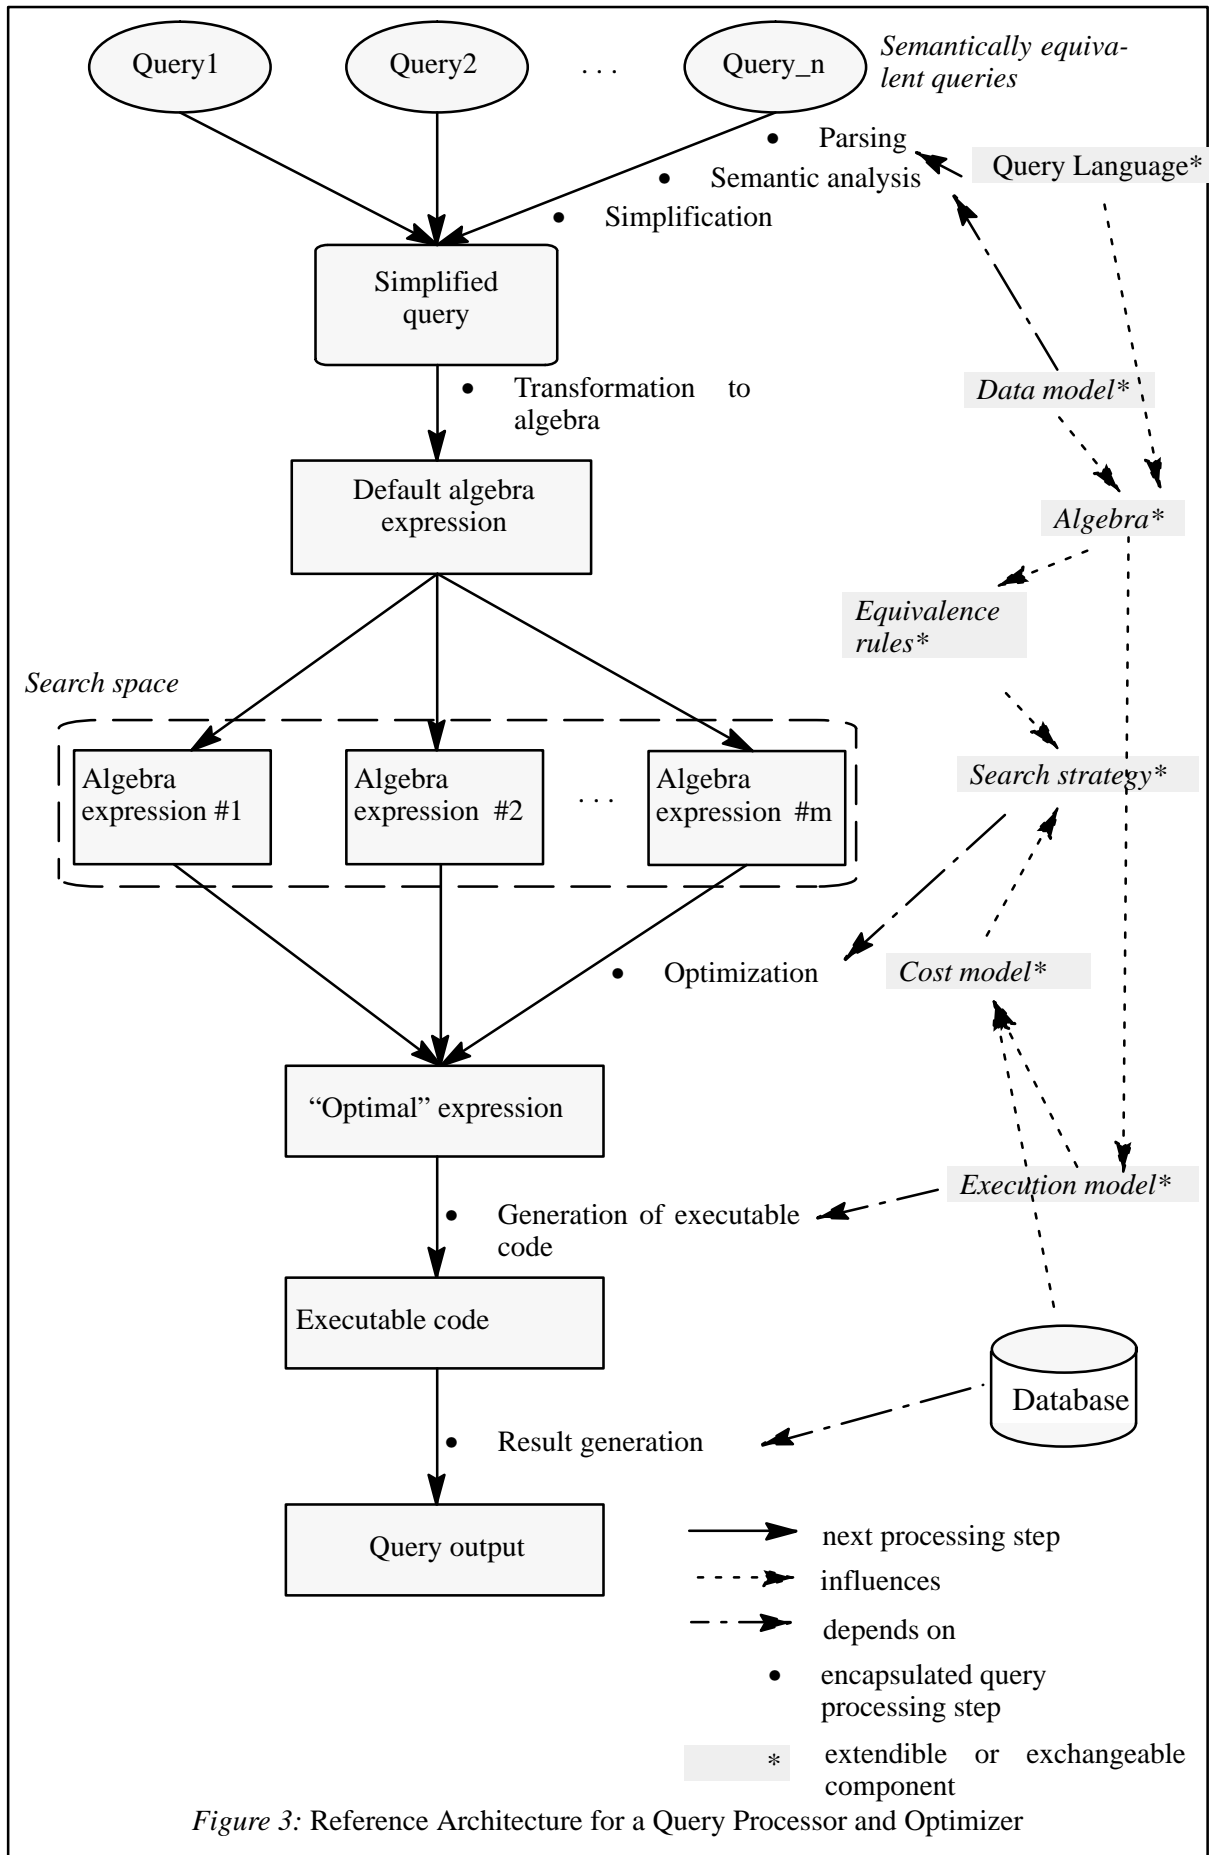 Query1
Query2
. . .
Query_n
Semantically equiva-
lent queries
• Parsing
• Semantic analysis
• Simplification
Query Language*
Simplified
query
• Transformation to
algebra
Data model*
Default algebra
expression
Algebra*
Equivalence
rules*
Search space
Algebra
expression #1
Algebra
expression #2
. . .
Algebra
expression #m
Search strategy*
• Optimization
Cost model*
“Optimal” expression
Execution model*
• Generation of executable
code
Executable code
Database
• Result generation
Query output
next processing step
influences
depends on
• encapsulated query
processing step
* extendible or exchangeable
component
Figure 3: Reference Architecture for a Query Processor and Optimizer